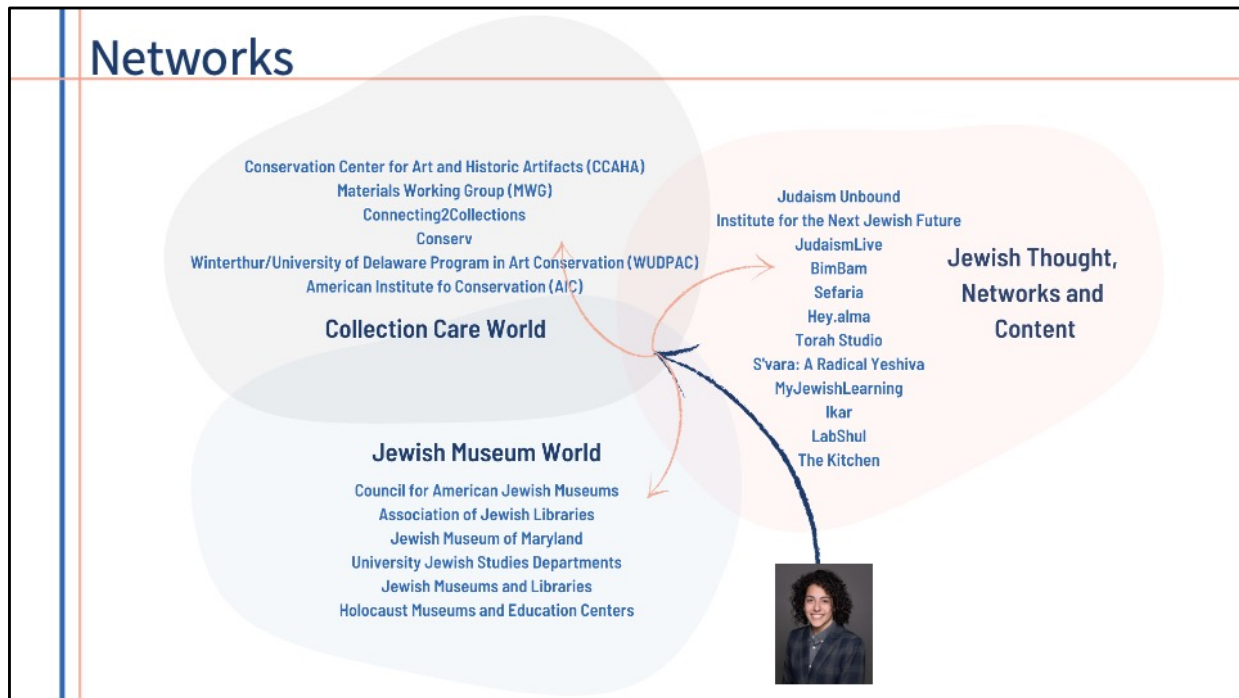 Networks
Conservation Center for Art and Historic Artifacts (CCAHA)
Materials Working Group (MWG)
Connecting2Collections
Conserv
Winterthur/University of Delaware Program in Art Conservation (WUDPAC)
American Institute fo Conservation (AIC)
Collection Care World
Judaism Unbound
Institute for the Next Jewish Future
JudaismLive
BimBam
Sefaria
Hey.alma
Torah Studio
S'vara: A Radical Yeshiva
MyJewishLearning
Ikar
LabShul
The Kitchen
Jewish Thought,
Networks and
Content
Jewish Museum World
Council for American Jewish Museums
Association of Jewish Libraries
Jewish Museum of Maryland
University Jewish Studies Departments
Jewish Museums and Libraries
Holocaust Museums and Education Centers